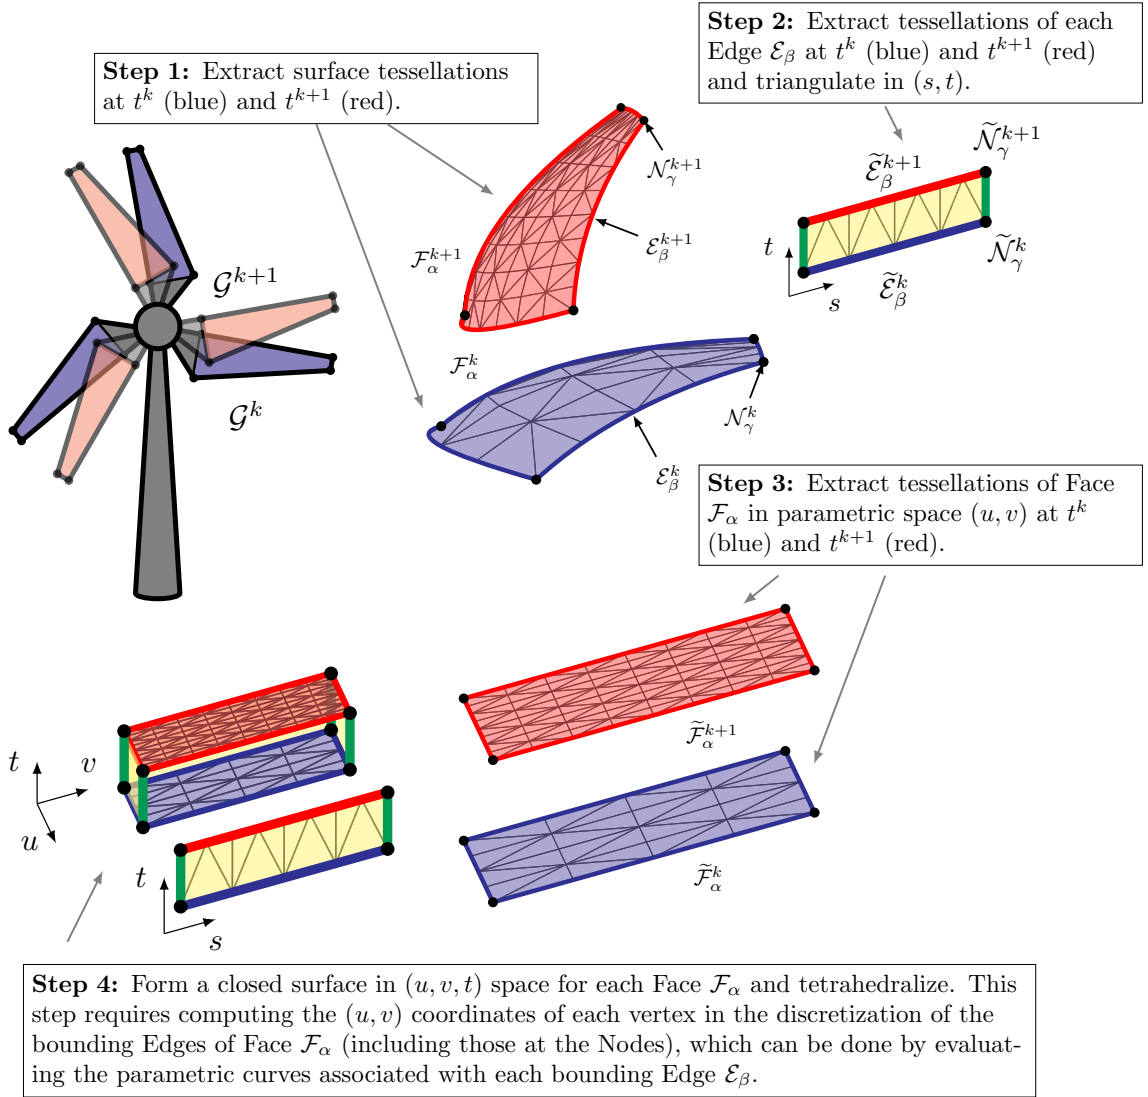 Step 1: Extract surface tessellations
at t^k (blue) and t^{k+1} (red).
Step 2: Extract tessellations of each
Edge ℰ_β at t^k (blue) and t^{k+1} (red)
and triangulate in (s, t).
𝒢^{k+1}
𝒢^k
ℱ_α^{k+1}
𝒩_γ^{k+1}
ℰ_β^{k+1}
ℱ_α^k
𝒩_γ^k
ℰ_β^k
ℰ̃_β^{k+1}
𝒩̃_γ^{k+1}
𝒩̃_γ^k
ℰ̃_β^k
t
s
Step 3: Extract tessellations of Face
ℱ_α in parametric space (u, v) at t^k
(blue) and t^{k+1} (red).
ℱ̃_α^{k+1}
ℱ̃_α^k
t
v
u
t
s
Step 4: Form a closed surface in (u, v, t) space for each Face ℱ_α and tetrahedralize. This
step requires computing the (u, v) coordinates of each vertex in the discretization of the
bounding Edges of Face ℱ_α (including those at the Nodes), which can be done by evaluat-
ing the parametric curves associated with each bounding Edge ℰ_β.